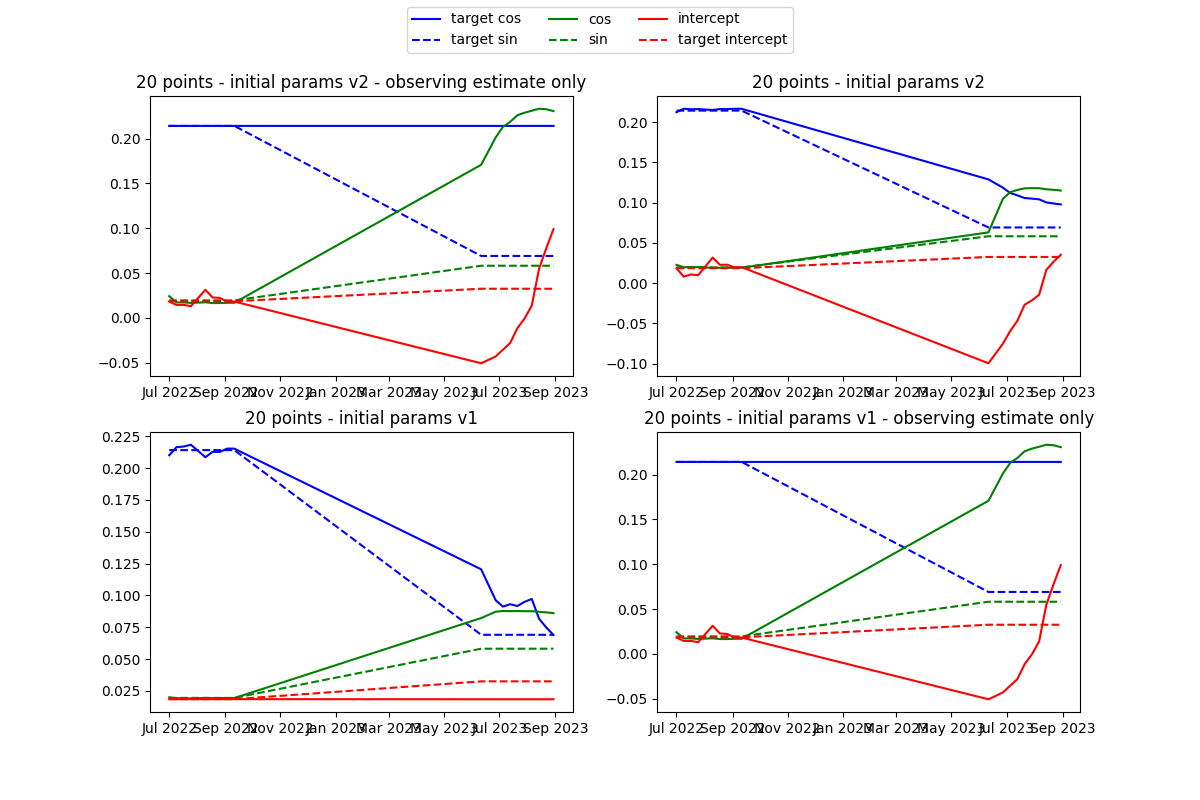 target cos cos intercept
target sin sin target intercept
20 points - initial params v2 - observing estimate only
0.20
0.15
0.10
0.05
0.00
−0.05
Jul 2022 Sep 2022 Nov 2022 Jan 2023 Mar 2023 May 2023 Jul 2023 Sep 2023
20 points - initial params v2
0.20
0.15
0.10
0.05
0.00
−0.05
−0.10
Jul 2022 Sep 2022 Nov 2022 Jan 2023 Mar 2023 May 2023 Jul 2023 Sep 2023
20 points - initial params v1
0.225
0.200
0.175
0.150
0.125
0.100
0.075
0.050
0.025
Jul 2022 Sep 2022 Nov 2022 Jan 2023 Mar 2023 May 2023 Jul 2023 Sep 2023
20 points - initial params v1 - observing estimate only
0.20
0.15
0.10
0.05
0.00
−0.05
Jul 2022 Sep 2022 Nov 2022 Jan 2023 Mar 2023 May 2023 Jul 2023 Sep 2023